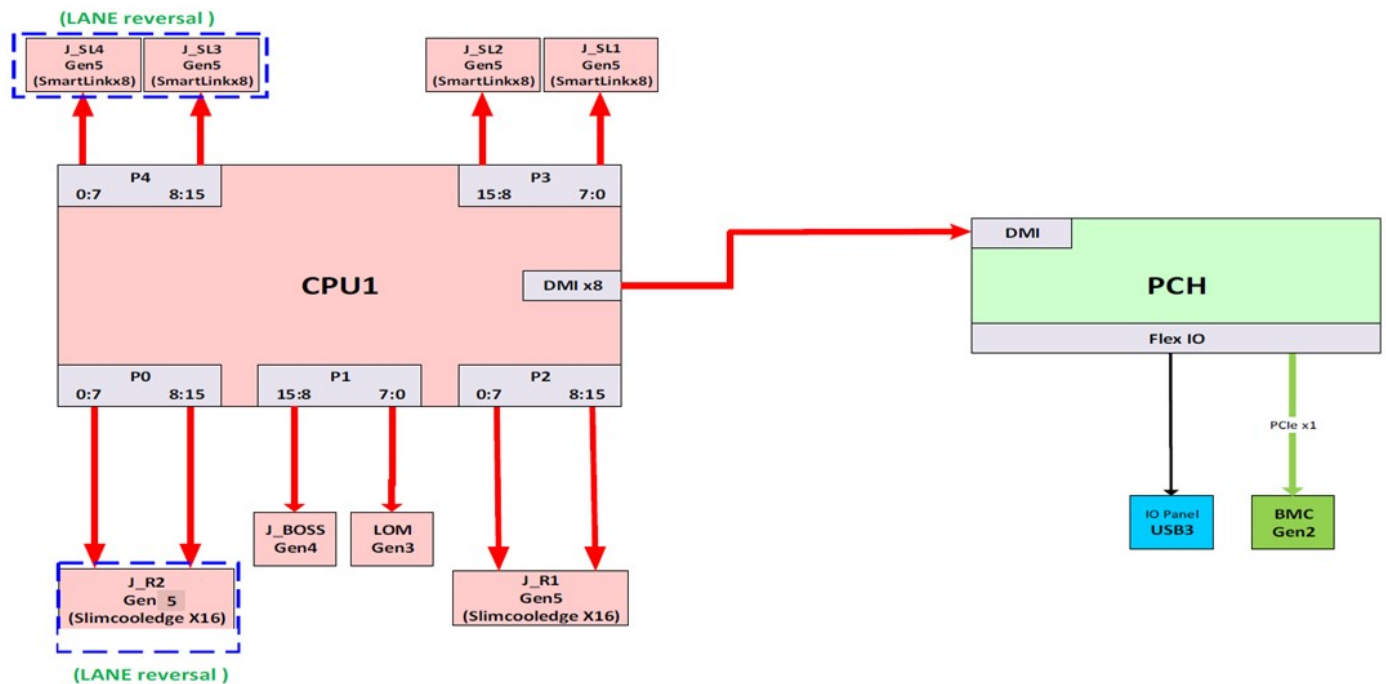 (LANE reversal )
J_SL4
Gen5
(SmartLinkx8)
J_SL3
Gen5
(SmartLinkx8)
J_SL2
Gen5
(SmartLinkx8)
J_SL1
Gen5
(SmartLinkx8)
P4
0:7 8:15
P3
15:8 7:0
CPU1
DMI x8
DMI
PCH
Flex IO
P0
0:7 8:15
P1
15:8 7:0
P2
0:7 8:15
PCIe x1
J_BOSS
Gen4
LOM
Gen3
IO Panel
USB3
BMC
Gen2
J_R2
Gen 5
(Slimcooledge X16)
J_R1
Gen5
(Slimcooledge X16)
(LANE reversal )